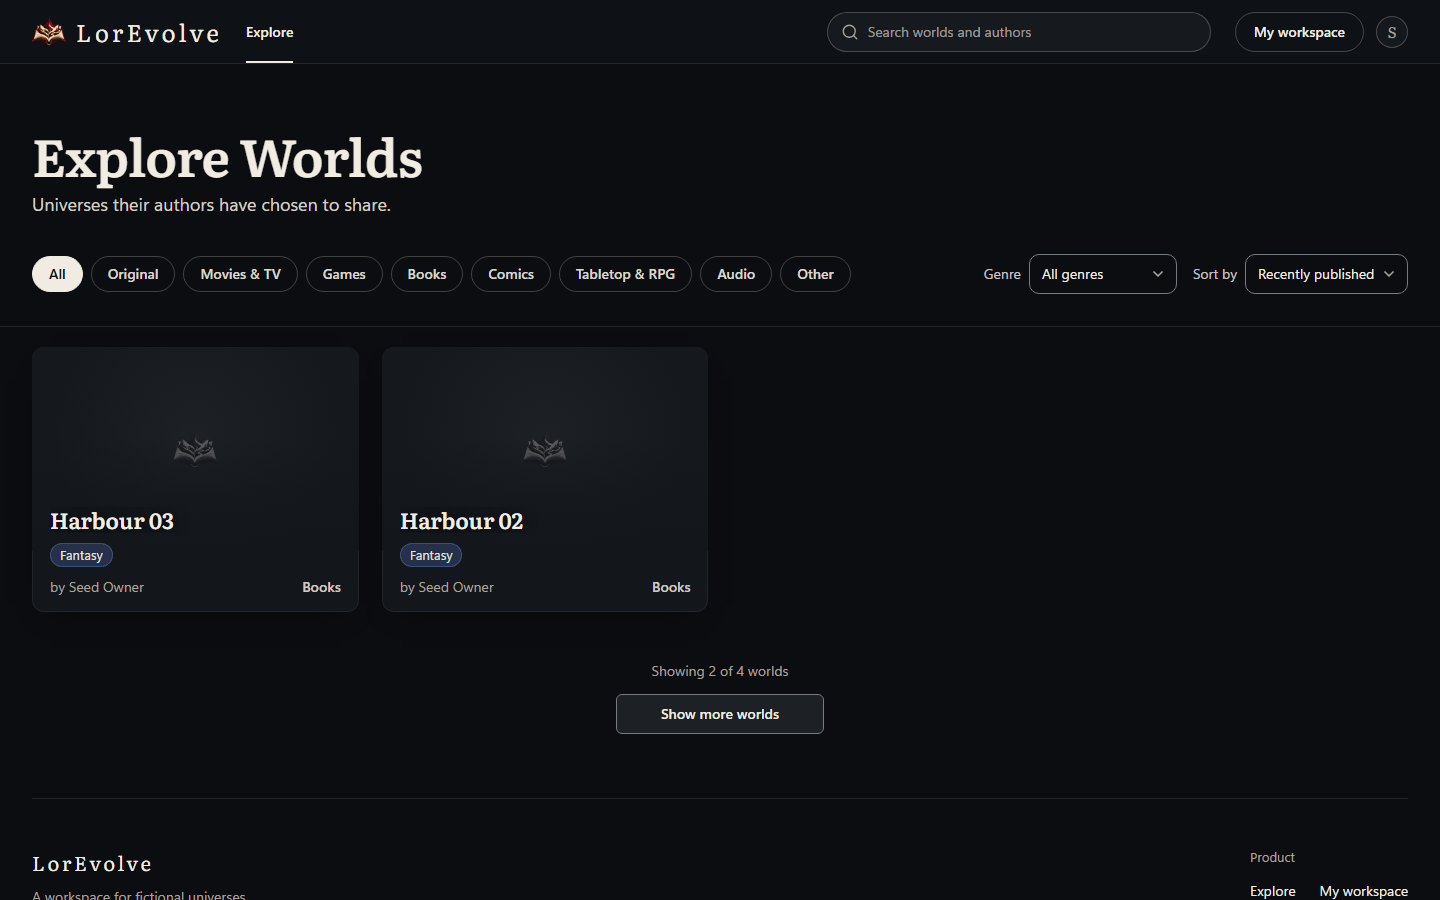 LorEvolve
Explore
Search worlds and authors
My workspace
S
Explore Worlds
Universes their authors have chosen to share.
All
Original
Movies & TV
Games
Books
Comics
Tabletop & RPG
Audio
Other
Genre
All genres
Sort by
Recently published
Harbour 03
Fantasy
by Seed Owner
Books
Harbour 02
Fantasy
by Seed Owner
Books
Showing 2 of 4 worlds
Show more worlds
LorEvolve
A workspace for fictional universes
Product
Explore
My workspace